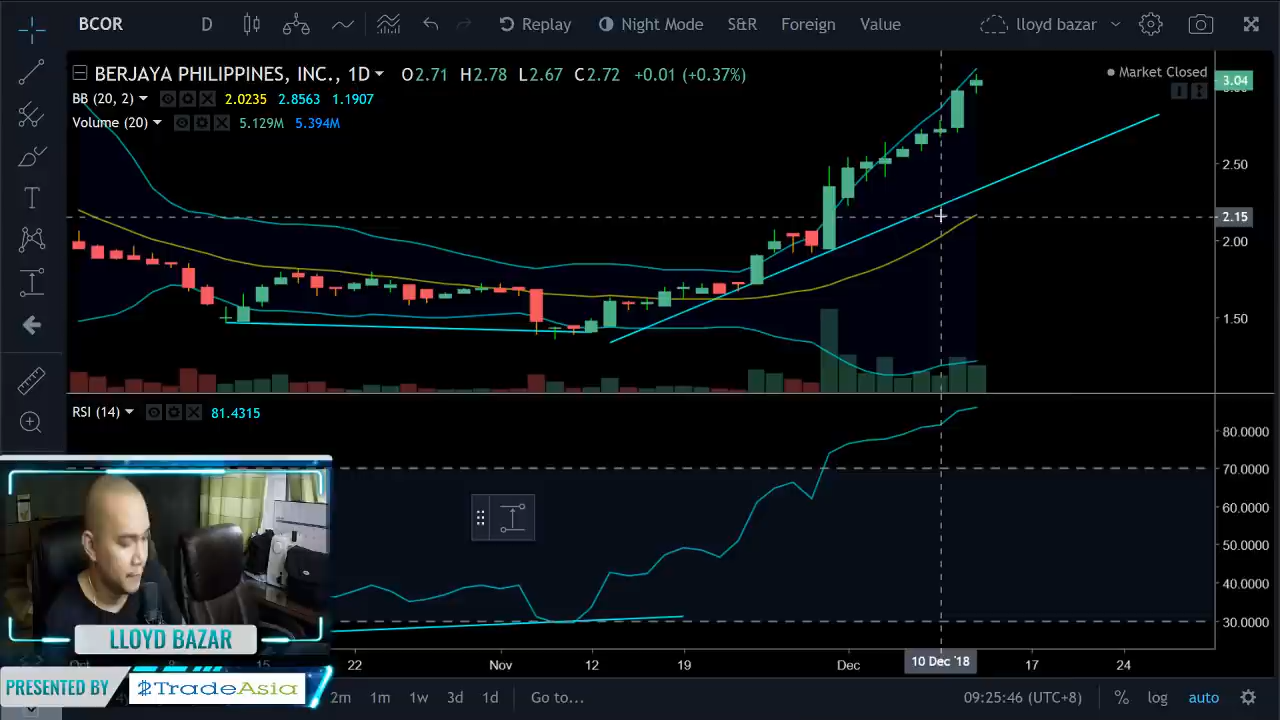 BCOR D Replay Night Mode S&R Foreign Value lloyd bazar
BERJAYA PHILIPPINES, INC., 1D O2.71 H2.78 L2.67 C2.72 +0.01 (+0.37%) Market Closed
BB (20, 2) 2.0235 2.8563 1.1907
Volume (20) 5.129M 5.394M
3.04
2.50
2.15
2.00
1.50
RSI (14) 81.4315
80.0000
70.0000
60.0000
50.0000
40.0000
30.0000
22 Nov 12 19 Dec 10 Dec '18 17 24
LLOYD BAZAR
PRESENTED BY TradeAsia
2m 1m 1w 3d 1d Go to... 09:25:46 (UTC+8) % log auto